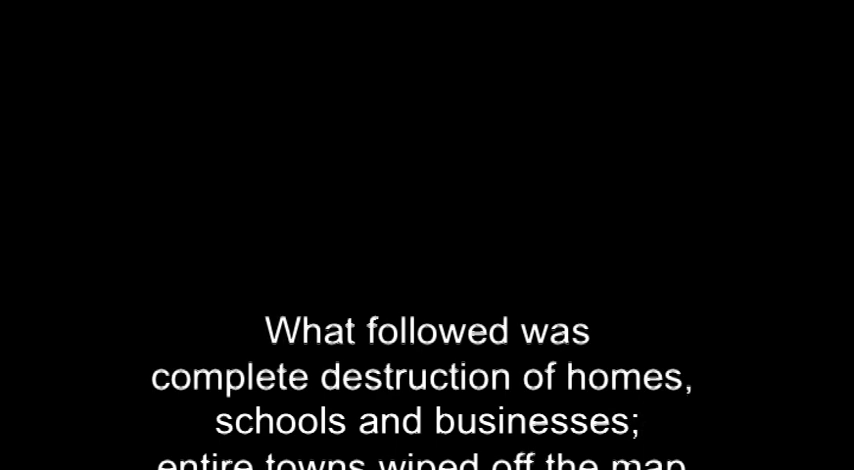 What followed was
complete destruction of homes,
schools and businesses;
entire towns wiped off the map